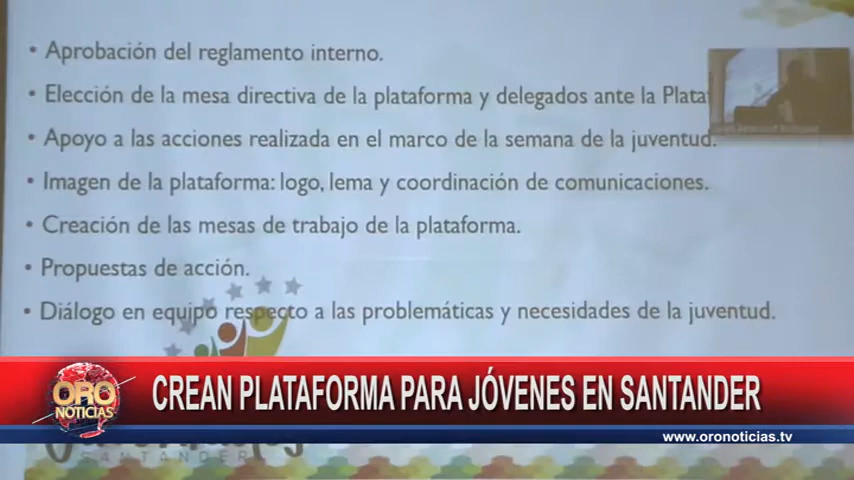 • Aprobación del reglamento interno.
• Elección de la mesa directiva de la plataforma y delegados ante la
• Apoyo a las acciones realizada en el marco de la semana de la juventud.
• Imagen de la plataforma: logo, lema y coordinación de comunicaciones.
• Creación de las mesas de trabajo de la plataforma.
• Propuestas de acción.
• Diálogo en equipo respecto a las problemáticas y necesidades de la juventud.
ORO
NOTICIAS
CREAN PLATAFORMA PARA JÓVENES EN SANTANDER
www.oronoticias.tv
SANTANDER